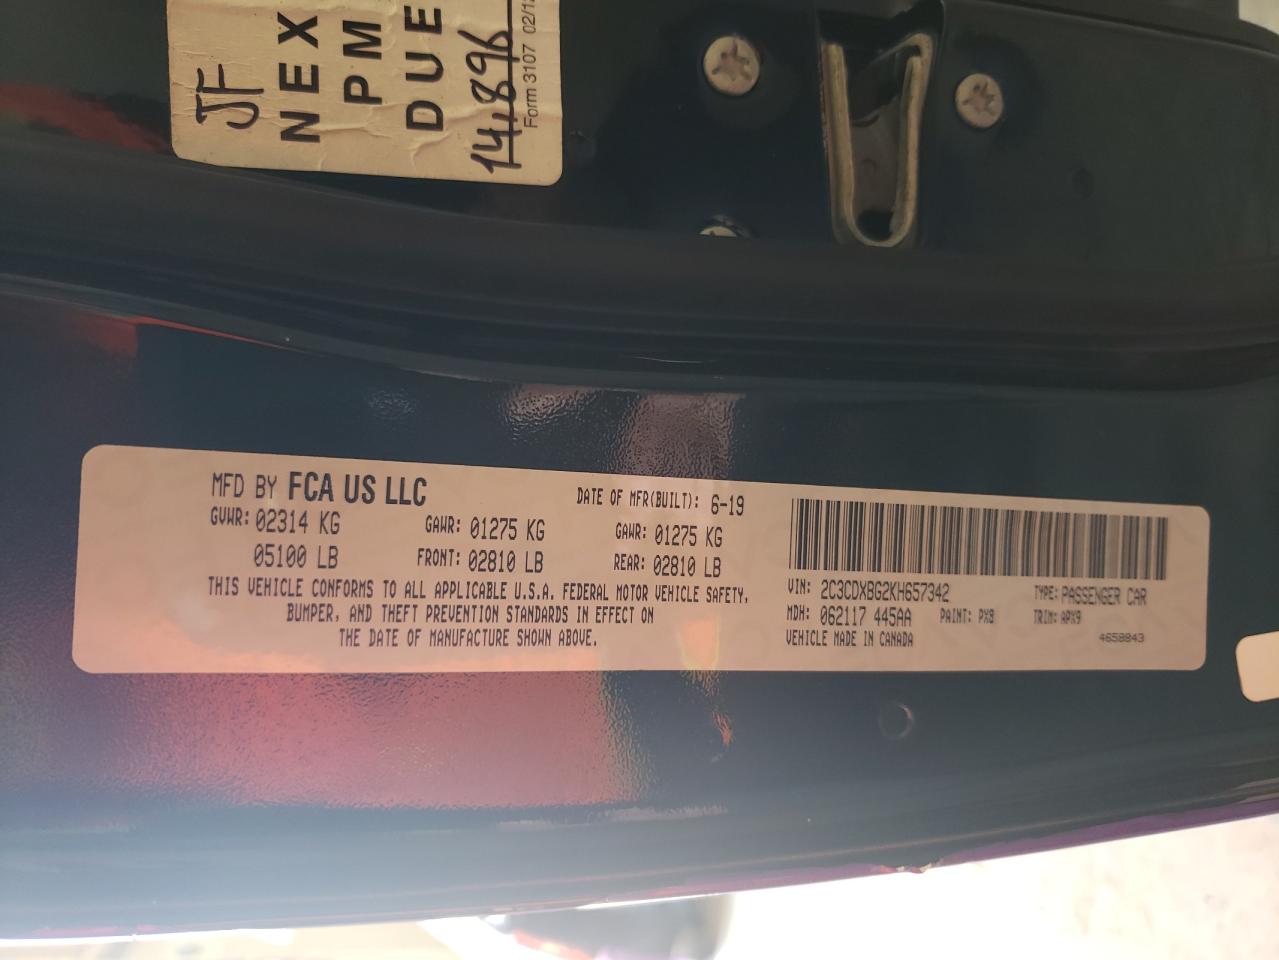 JF
NEX
PM
DUE
14,896
Form 3107 02/1
MFD BY FCA US LLC
DATE OF MFR(BUILT): 6-19
GVWR: 02314 KG GAWR: 01275 KG GAWR: 01275 KG
05100 LB FRONT: 02810 LB REAR: 02810 LB
THIS VEHICLE CONFORMS TO ALL APPLICABLE U.S.A. FEDERAL MOTOR VEHICLE SAFETY,
BUMPER, AND THEFT PREVENTION STANDARDS IN EFFECT ON
THE DATE OF MANUFACTURE SHOWN ABOVE.
VIN: 2C3CDXBG2KH657342 TYPE: PASSENGER CAR
MDH: 062117 445AA PAINT: PX8 TRIM: APX9
VEHICLE MADE IN CANADA 4658843